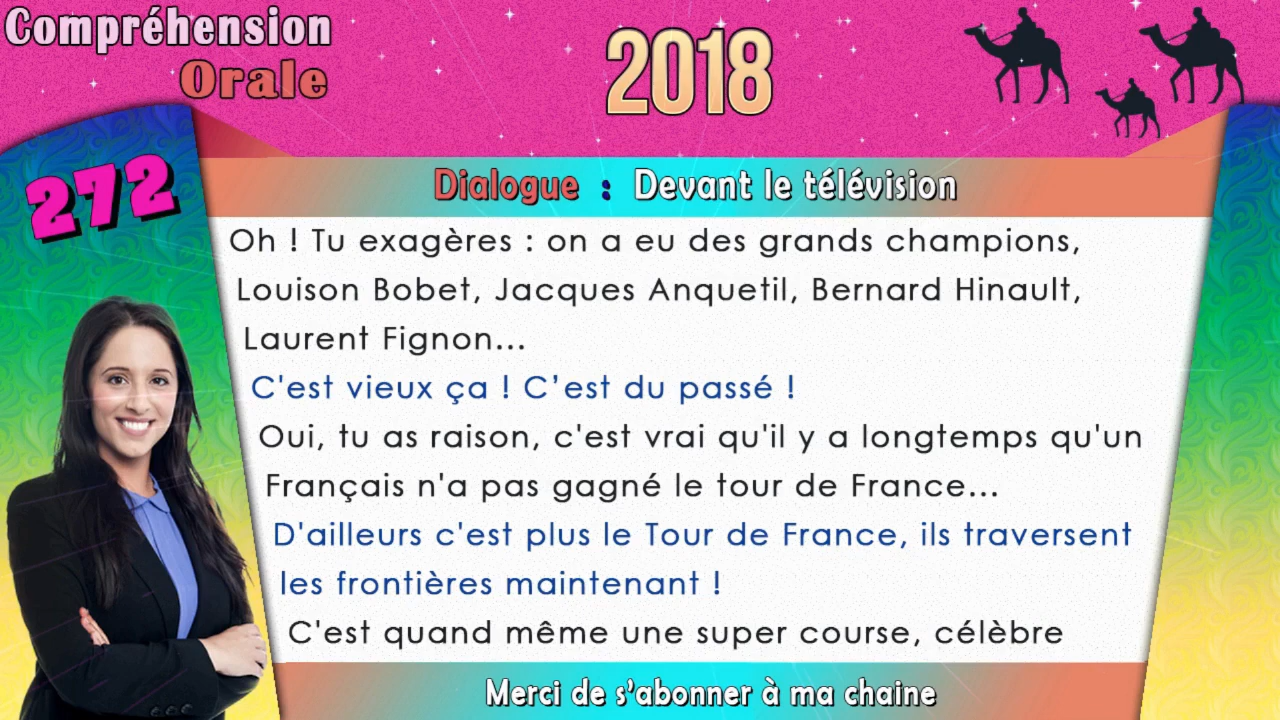 Compréhension
Orale
2018
272
Dialogue : Devant le télévision
Oh ! Tu exagères : on a eu des grands champions,
Louison Bobet, Jacques Anquetil, Bernard Hinault,
Laurent Fignon...
C'est vieux ça ! C’est du passé !
Oui, tu as raison, c'est vrai qu'il y a longtemps qu'un
Français n'a pas gagné le tour de France...
D'ailleurs c'est plus le Tour de France, ils traversent
les frontières maintenant !
C'est quand même une super course, célèbre
Merci de s’abonner à ma chaine